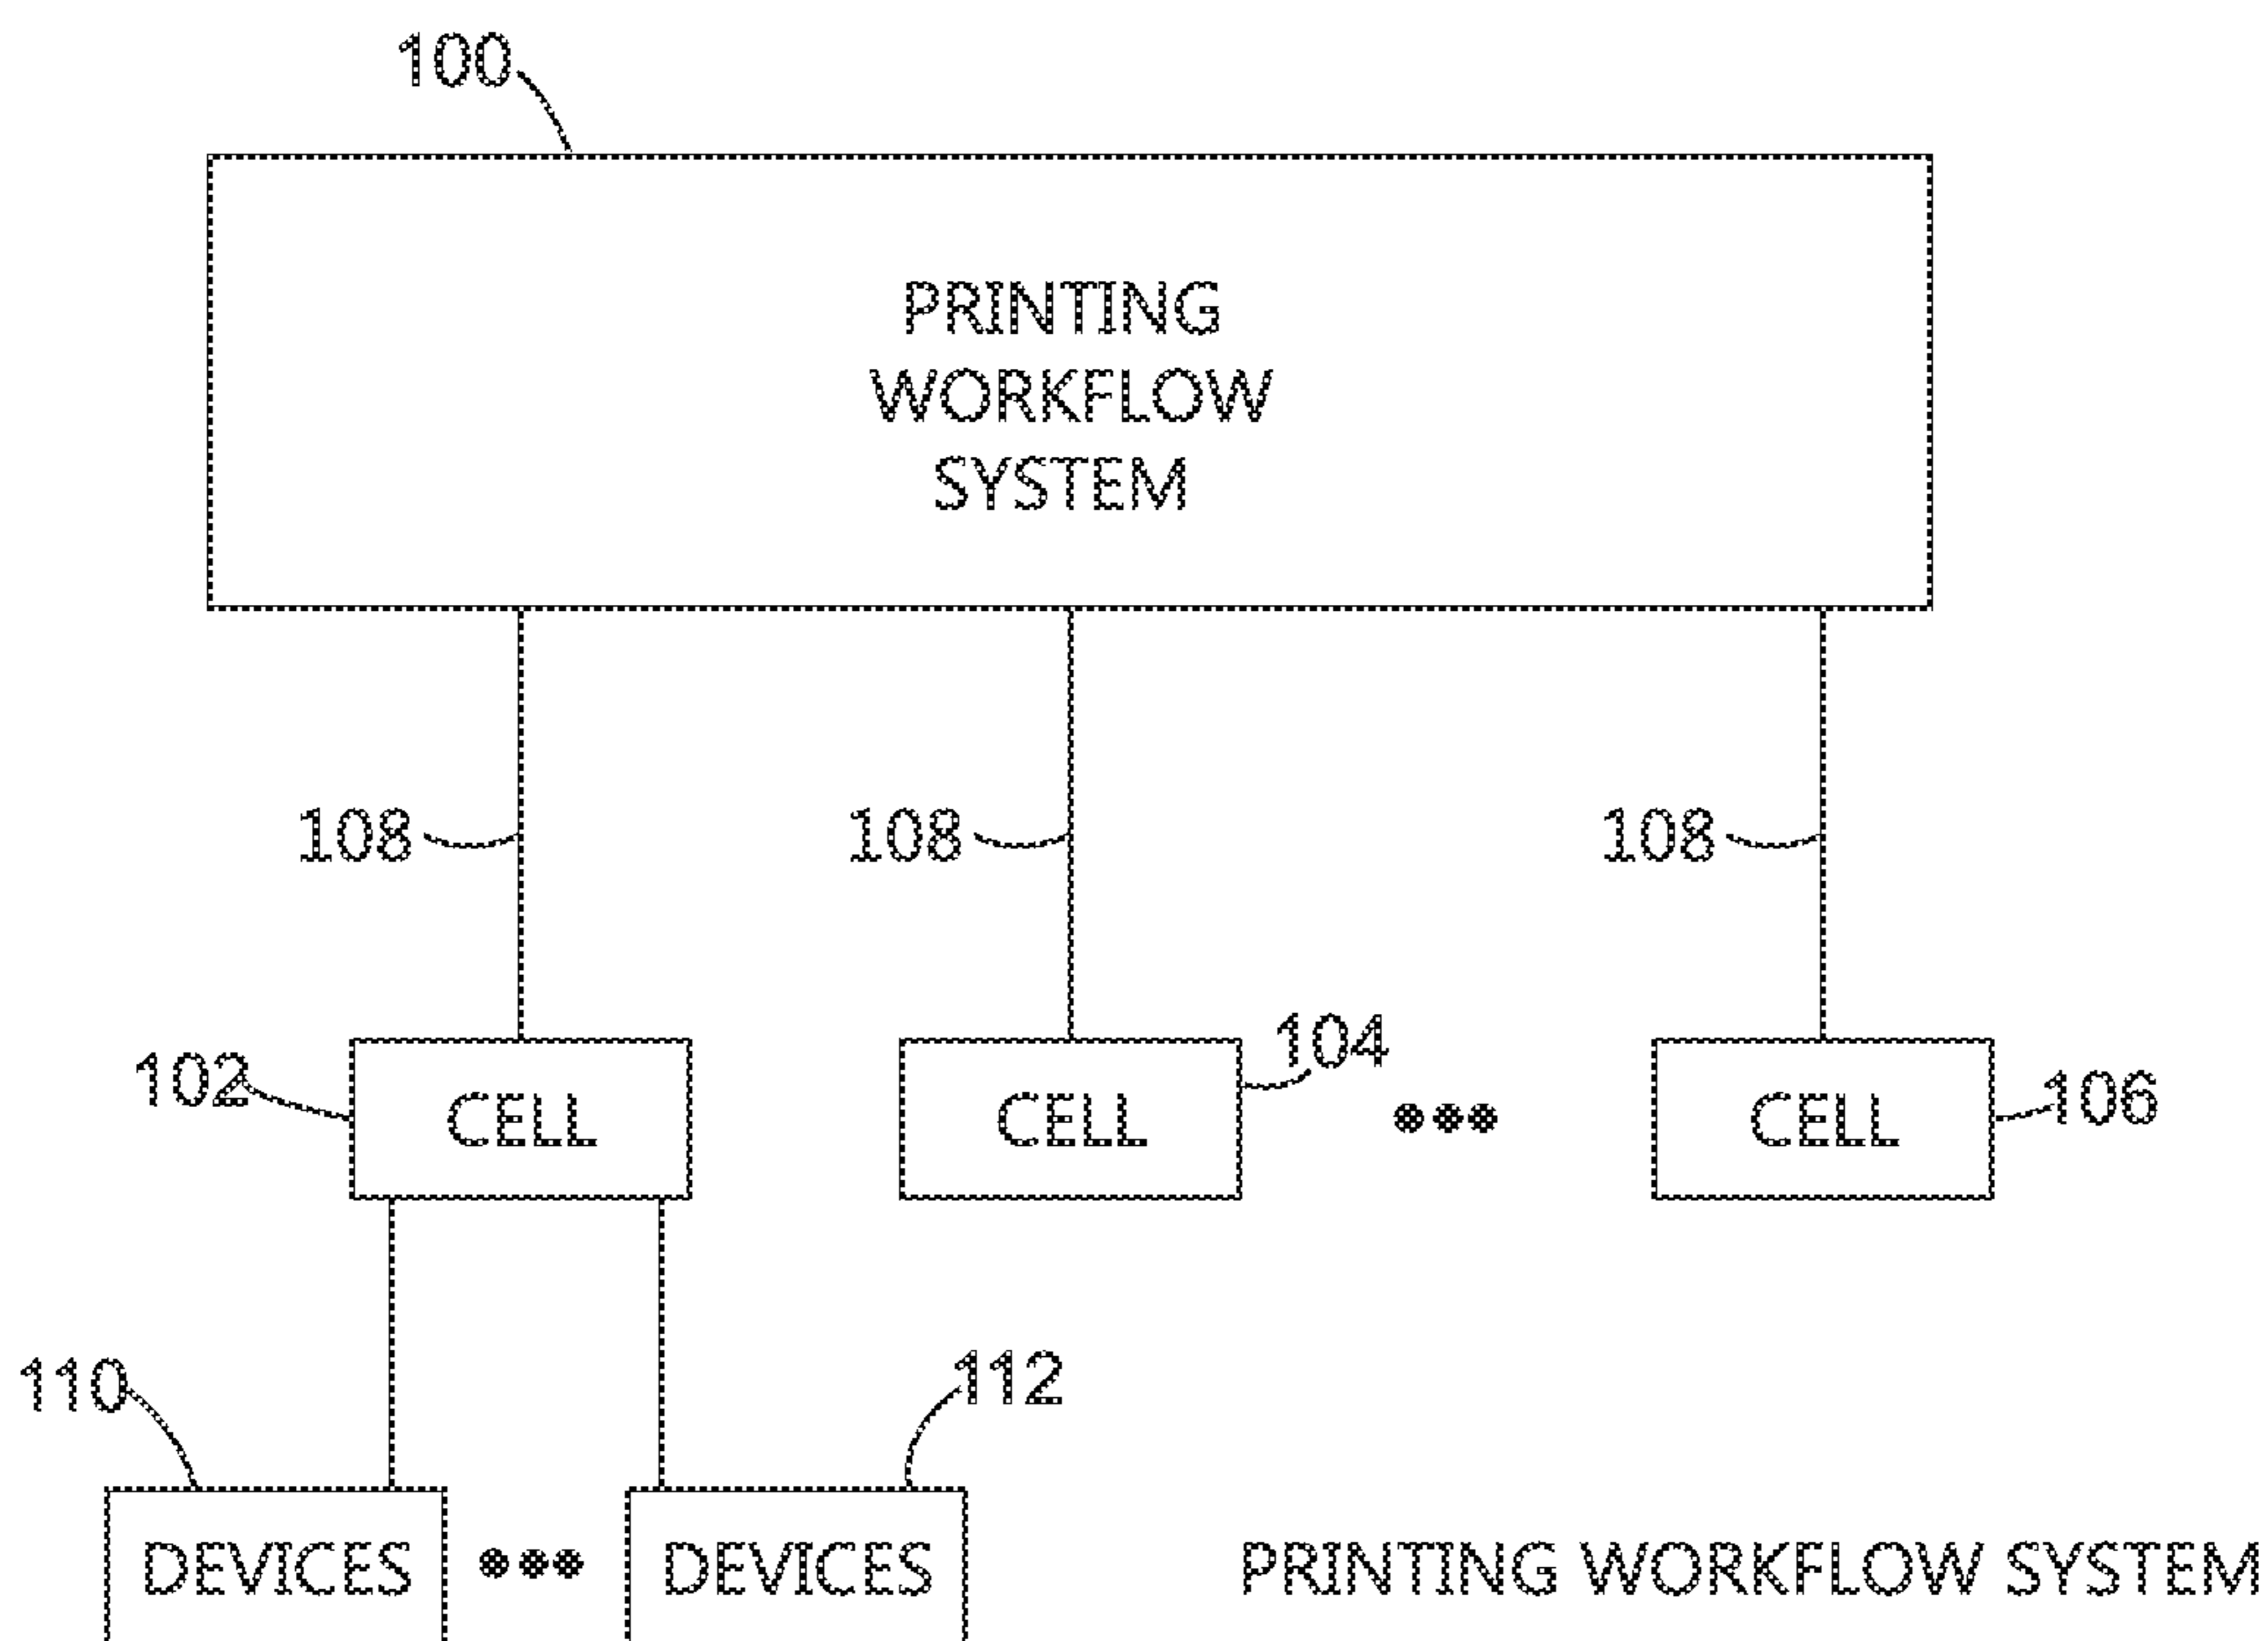 100
PRINTING
WORKFLOW
SYSTEM
108 108 108
102 CELL CELL 104 CELL 106
110 112
DEVICES DEVICES PRINTING WORKFLOW SYSTEM